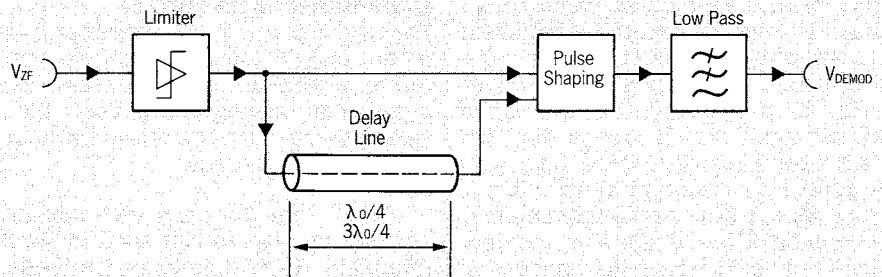 Limiter
Low Pass
V_ZF
Pulse
Shaping
V_DEMOD
Delay
Line
λ₀/4
3λ₀/4